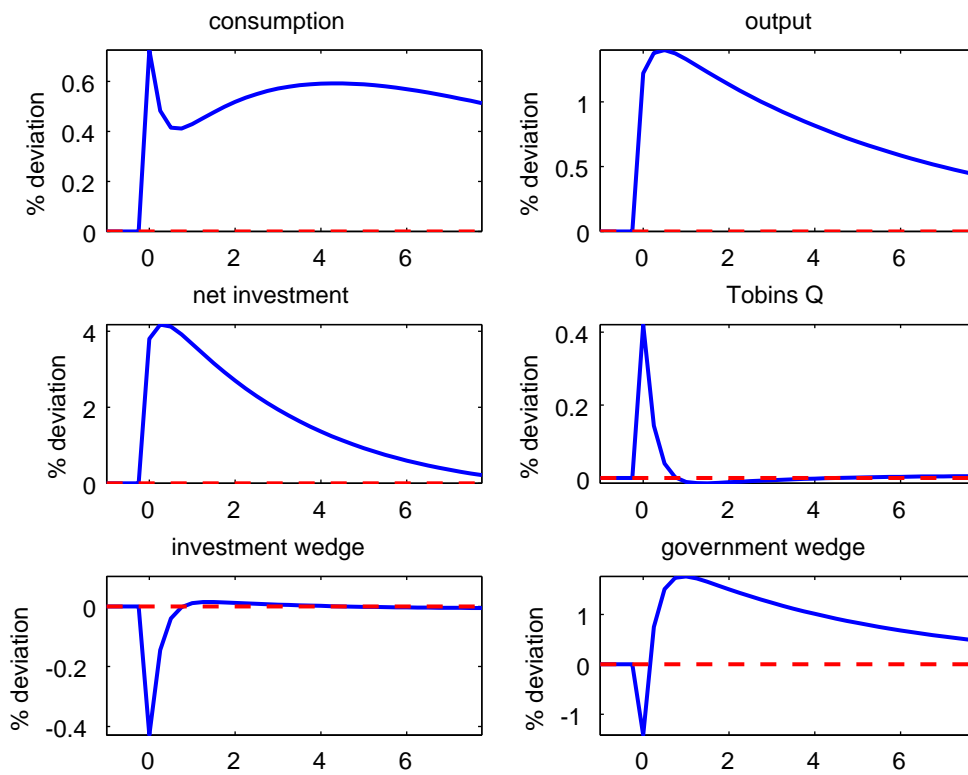 consumption
% deviation
0.6
0.4
0.2
0
0 2 4 6
output
% deviation
1
0.5
0
0 2 4 6
net investment
% deviation
4
2
0
0 2 4 6
Tobins Q
% deviation
0.4
0.2
0
0 2 4 6
investment wedge
% deviation
0
-0.2
-0.4
0 2 4 6
government wedge
% deviation
1
0
-1
0 2 4 6